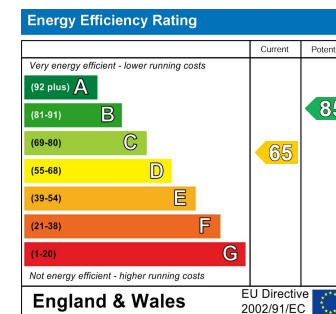 Energy Efficiency Rating
Current Potent
Very energy efficient - lower running costs
(92 plus) A
(81-91) B
85
(69-80) C
65
(55-68) D
(39-54) E
(21-38) F
(1-20) G
Not energy efficient - higher running costs
England & Wales
EU Directive
2002/91/EC